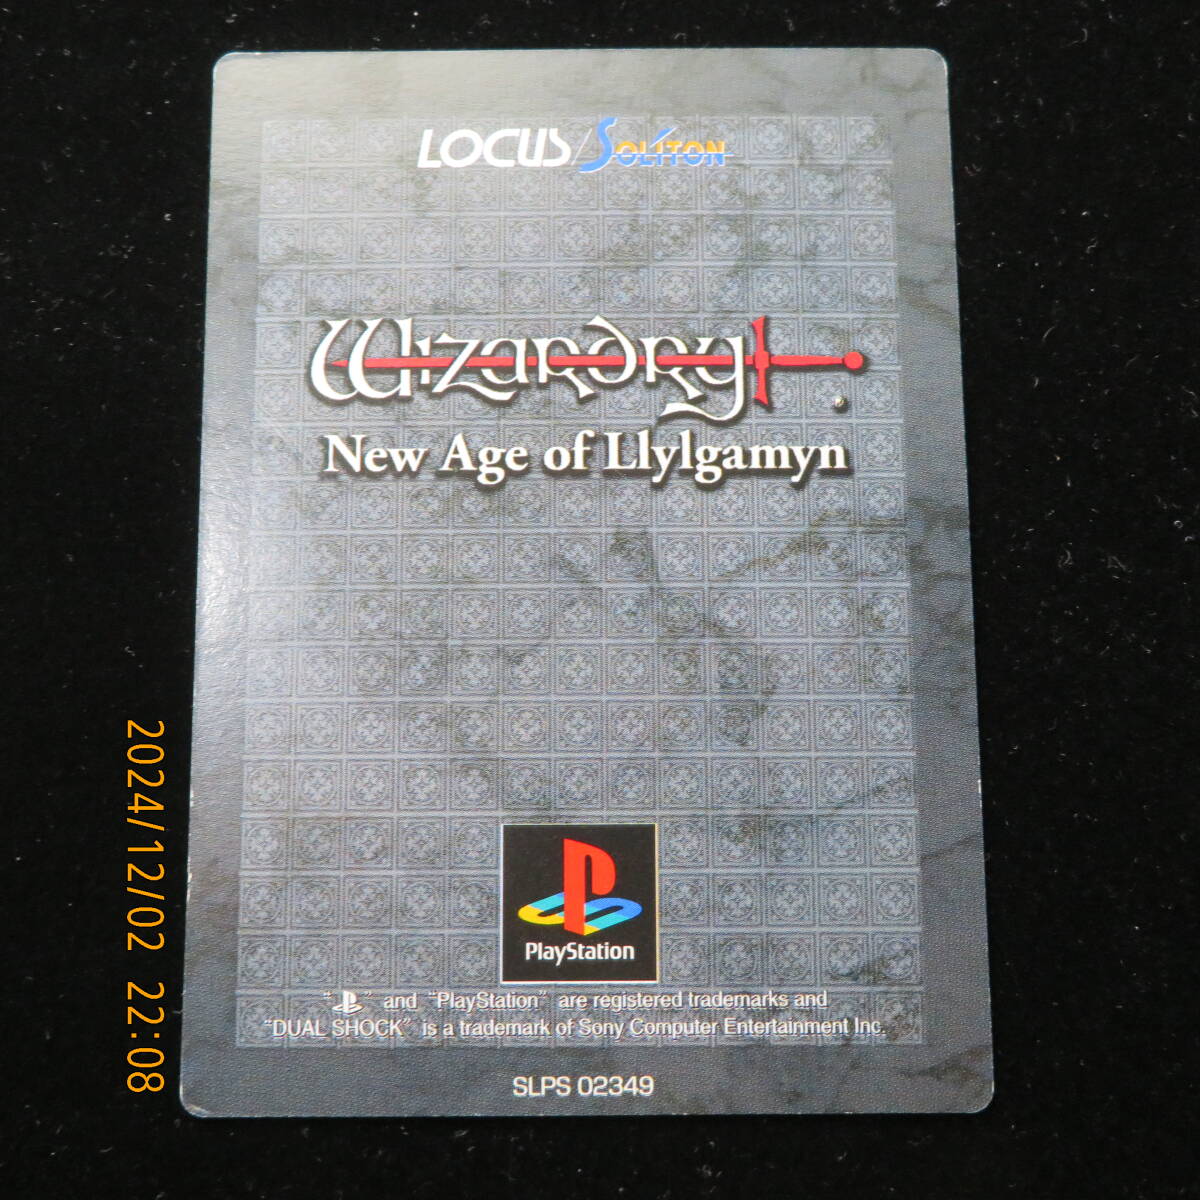 LOCUS/SOLITON
Wizardry
New Age of Llylgamyn
PlayStation
“ ” and “PlayStation” are registered trademarks and
“DUAL SHOCK” is a trademark of Sony Computer Entertainment Inc.
SLPS 02349
2024/12/02 22:08